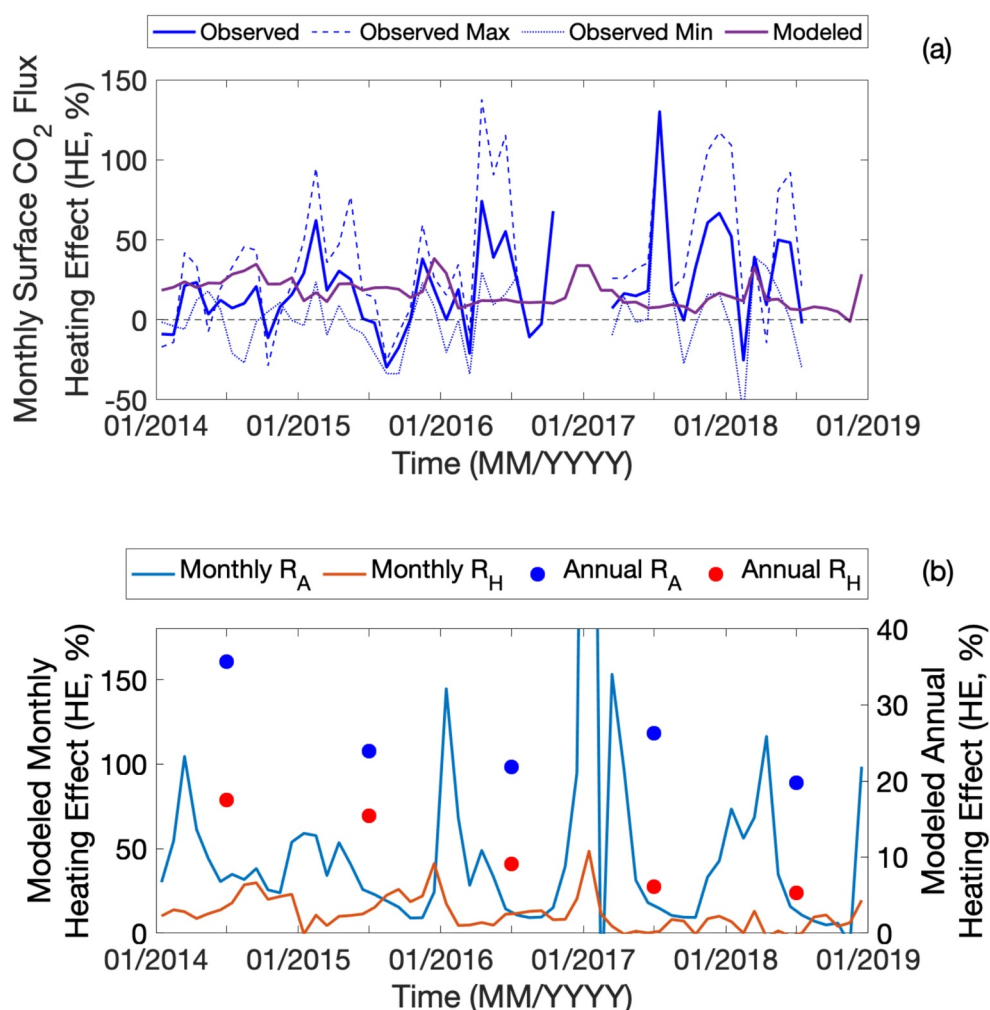 Observed Observed Max Observed Min Modeled
(a)
Monthly Surface CO2 Flux
Heating Effect (HE, %)
150
100
50
0
-50
01/2014 01/2015 01/2016 01/2017 01/2018 01/2019
Time (MM/YYYY)
Monthly RA Monthly RH Annual RA Annual RH
(b)
Modeled Monthly
Heating Effect (HE, %)
150
100
50
0
40
30
20
10
0
Modeled Annual
Heating Effect (HE, %)
01/2014 01/2015 01/2016 01/2017 01/2018 01/2019
Time (MM/YYYY)